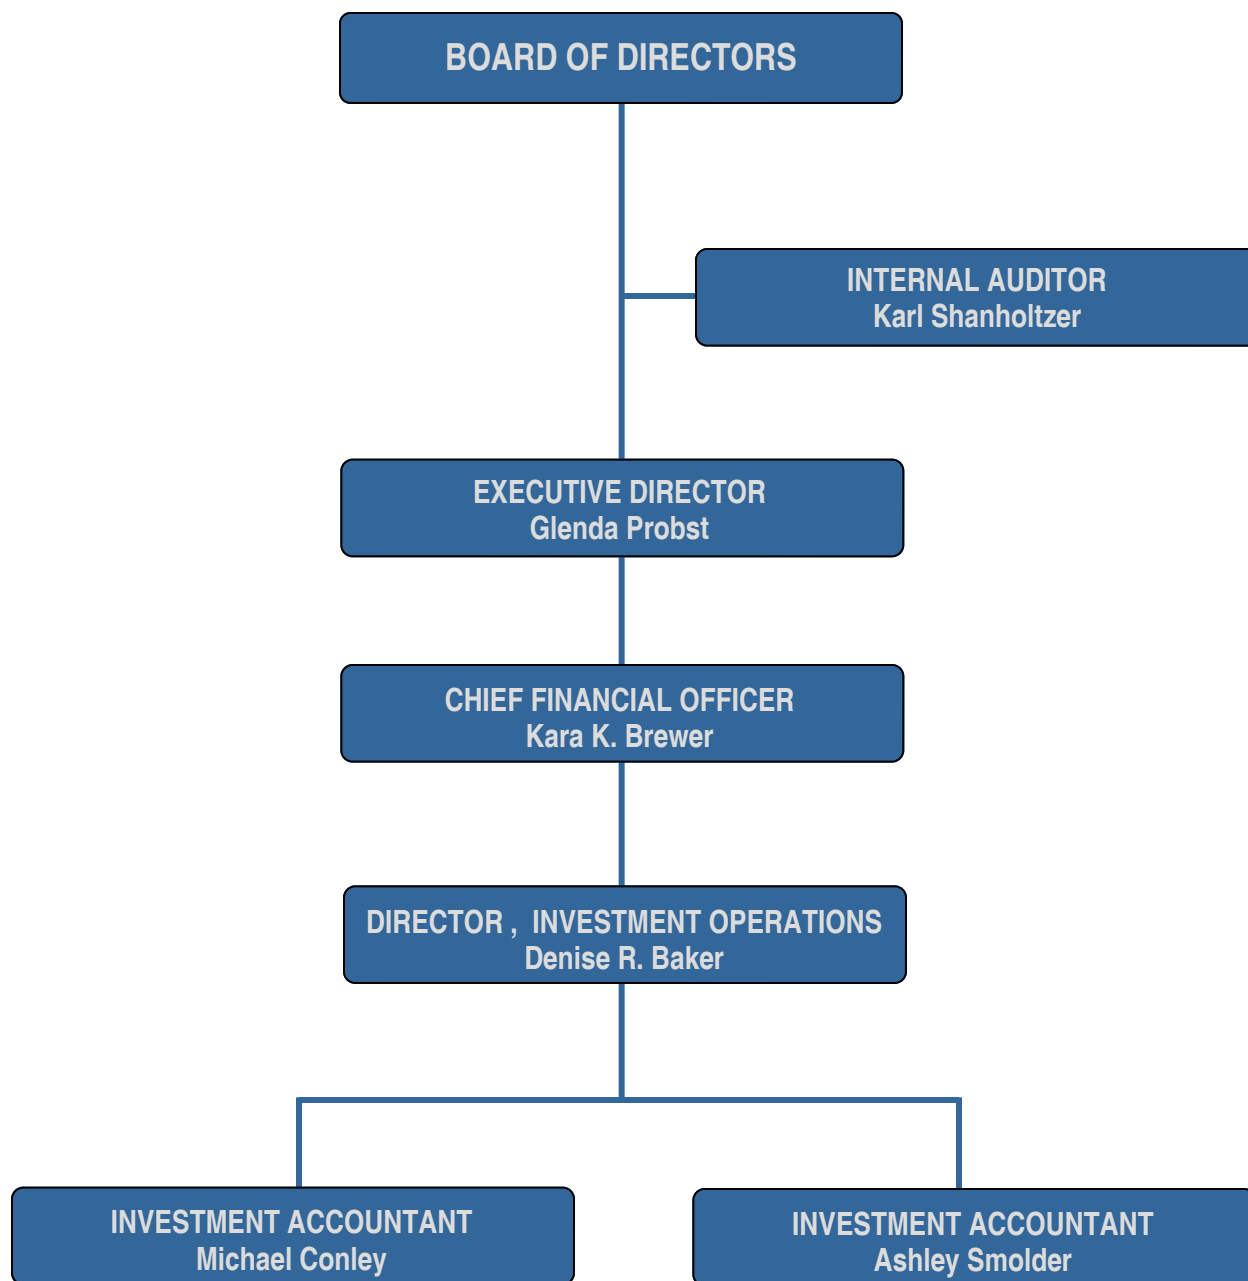 BOARD OF DIRECTORS
INTERNAL AUDITOR
Karl Shanholtzer
EXECUTIVE DIRECTOR
Glenda Probst
CHIEF FINANCIAL OFFICER
Kara K. Brewer
DIRECTOR , INVESTMENT OPERATIONS
Denise R. Baker
INVESTMENT ACCOUNTANT
Michael Conley
INVESTMENT ACCOUNTANT
Ashley Smolder